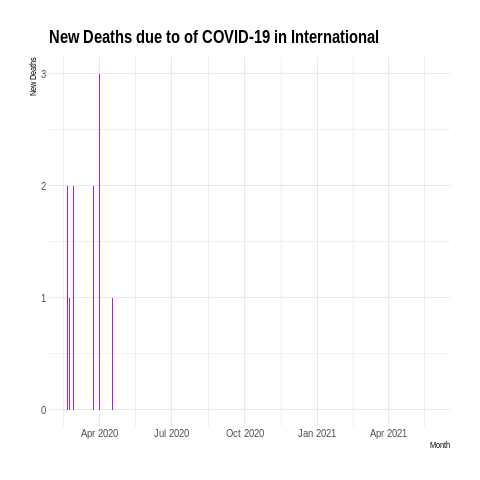 New Deaths due to of COVID-19 in International
New Deaths
3
2
1
0
Apr 2020 Jul 2020 Oct 2020 Jan 2021 Apr 2021
Month